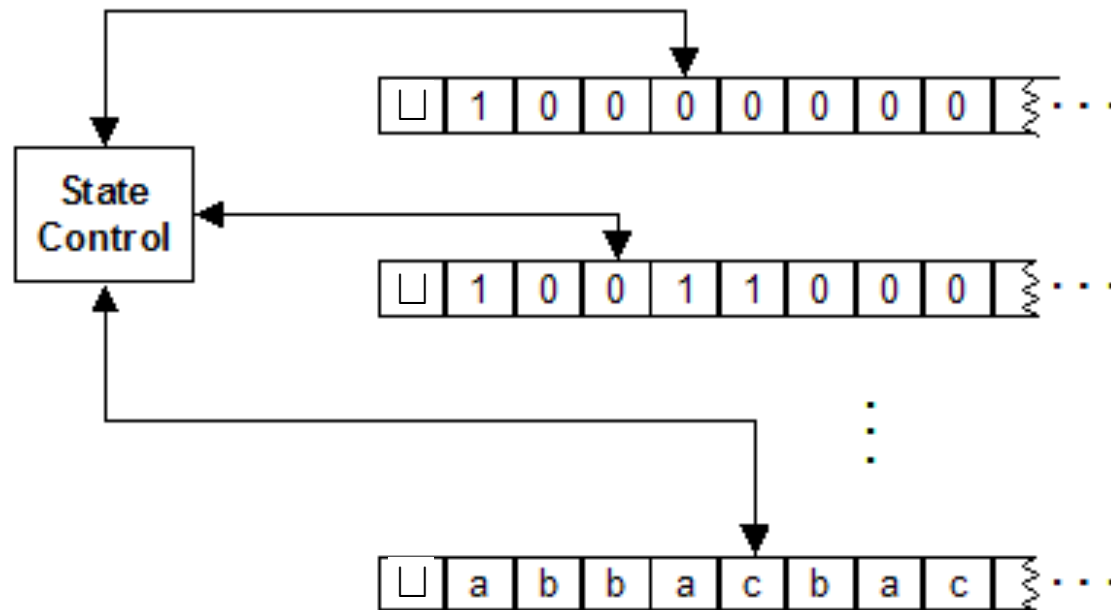 ⊔ 1 0 0 0 0 0 0 0 ...
State
Control
⊔ 1 0 0 1 1 0 0 0 ...
⊔ a b b a c b a c ...